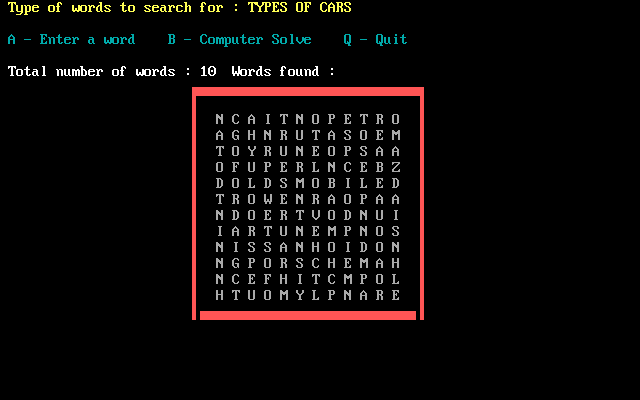 Type of words to search for : TYPES OF CARS
A - Enter a word    B - Computer Solve    Q - Quit
Total number of words : 10  Words found :
N C A I T N O P E T R O
A G H N R U T A S O E M
T O Y R U N E O P S A A
O F U P E R L N C E B Z
D O L D S M O B I L E D
T R O W E N R A O P A A
N D O E R T V O D N U I
I A R T U N E M P N O S
N I S S A N H O I D O N
N G P O R S C H E M A H
N C E F H I T C M P O L
H T U O M Y L P N A R E